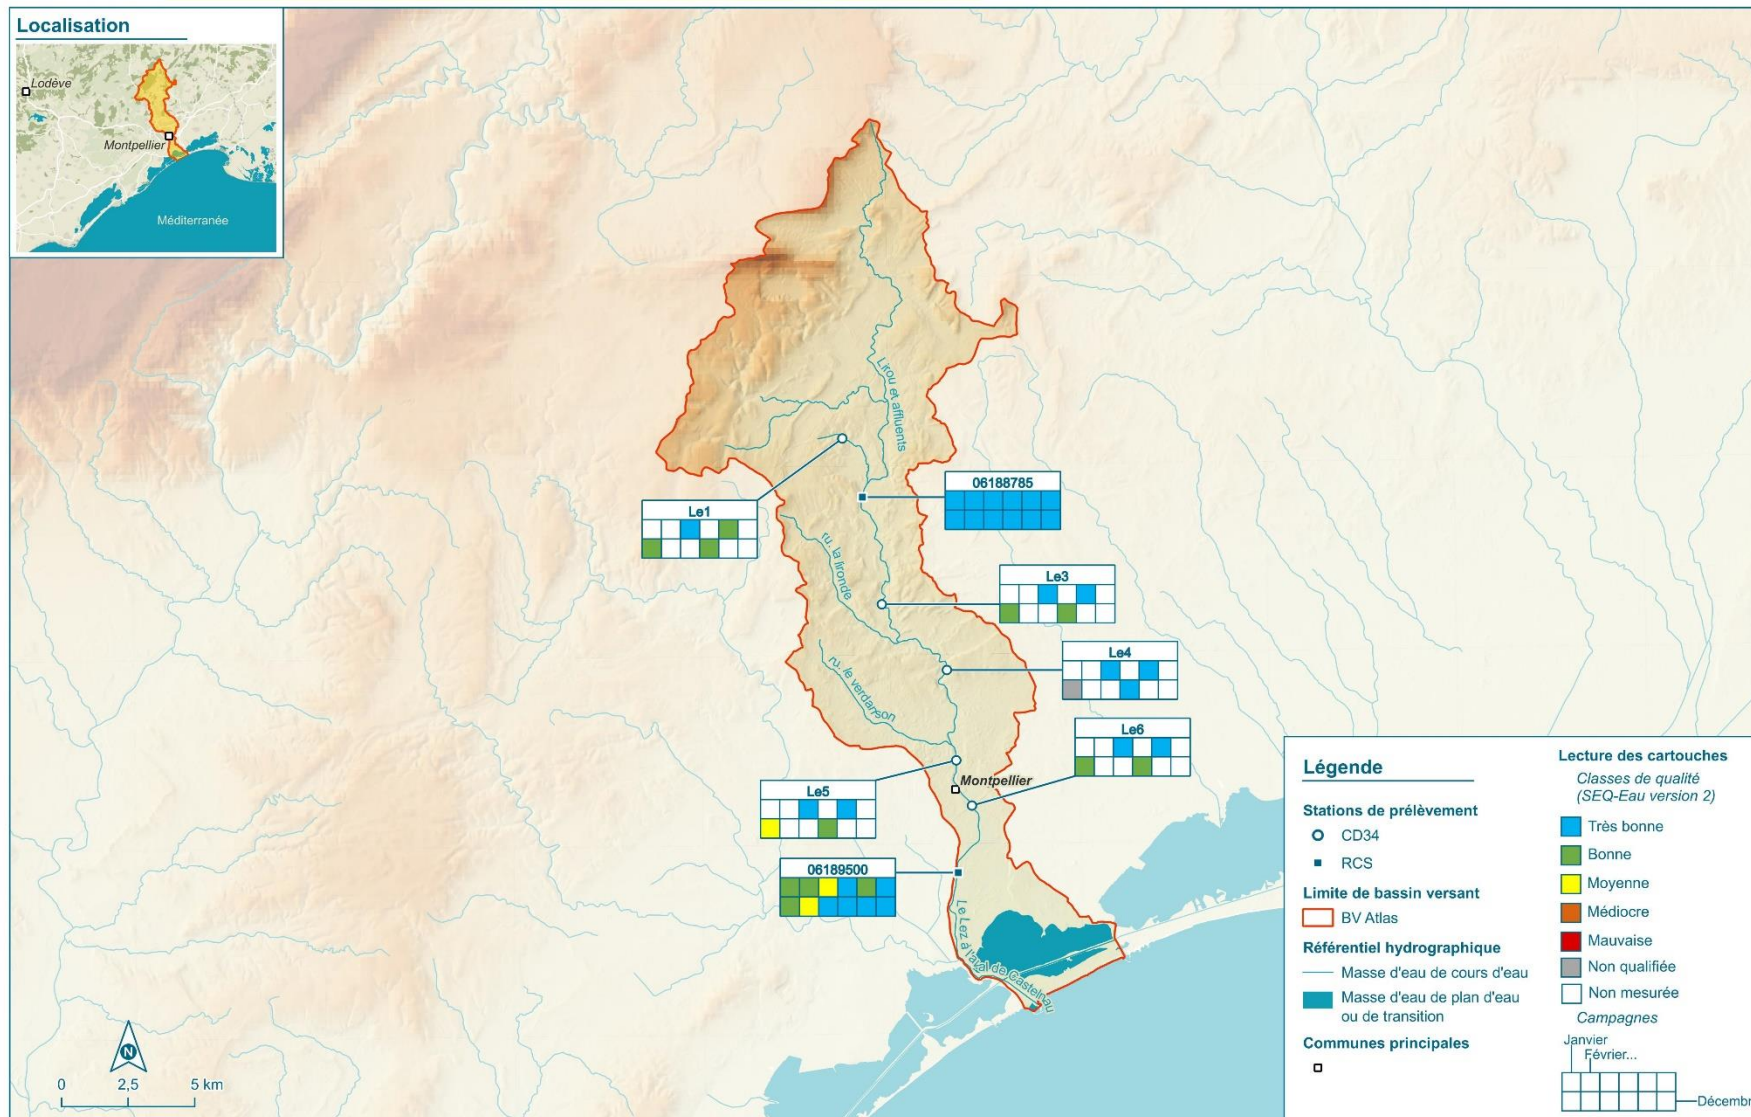 Localisation
Lodève
Montpellier
Méditerranée
Lirou et affluents
06188785
Le1
ru. la lironde
Le3
Le4
ru. le verdanson
Le6
Montpellier
Le5
06189500
Le Lez à l'aval de Castelnau
N
0 2,5 5 km
Légende
Stations de prélèvement
CD34
RCS
Limite de bassin versant
BV Atlas
Référentiel hydrographique
Masse d'eau de cours d'eau
Masse d'eau de plan d'eau
ou de transition
Communes principales
Lecture des cartouches
Classes de qualité
(SEQ-Eau version 2)
Très bonne
Bonne
Moyenne
Médiocre
Mauvaise
Non qualifiée
Non mesurée
Campagnes
Janvier
Février...
Décembr